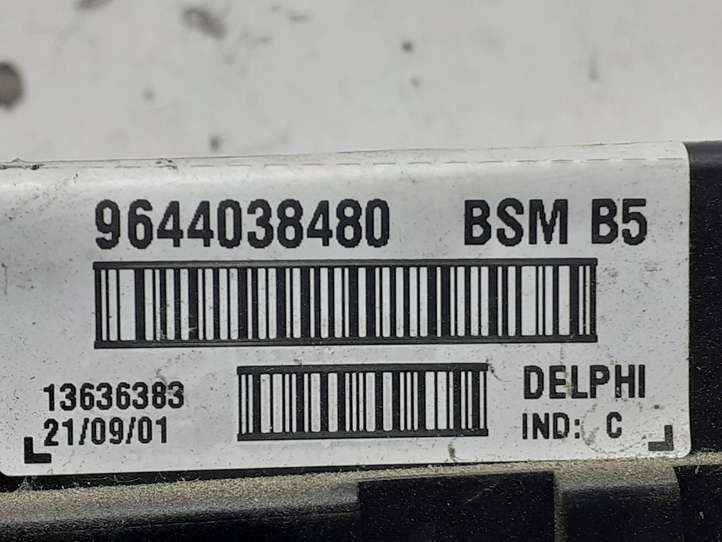 9644038480 BSM B5
13636383 DELPHI
21/09/01 IND: C